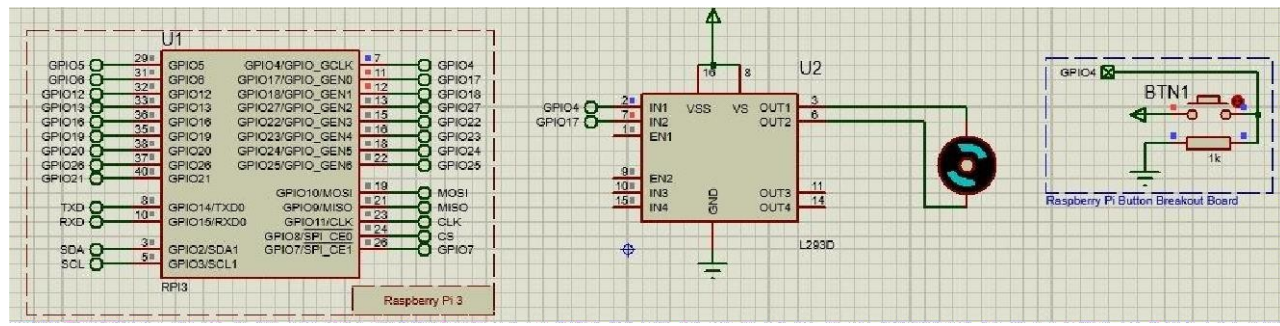 U1
29 GPIO5 GPIO5
31 GPIO6 GPIO6
32 GPIO12 GPIO12
33 GPIO13 GPIO13
36 GPIO16 GPIO16
35 GPIO19 GPIO19
38 GPIO20 GPIO20
37 GPIO26 GPIO26
40 GPIO21 GPIO21
TXD 8 GPIO14/TXD0
RXD 10 GPIO15/RXD0
SDA 3 GPIO2/SDA1
SCL 5 GPIO3/SCL1
GPIO4/GPIO_GCLK 7 GPIO4
GPIO17/GPIO_GEN0 11 GPIO17
GPIO18/GPIO_GEN1 12 GPIO18
GPIO27/GPIO_GEN2 13 GPIO27
GPIO22/GPIO_GEN3 15 GPIO22
GPIO23/GPIO_GEN4 16 GPIO23
GPIO24/GPIO_GEN5 18 GPIO24
GPIO25/GPIO_GEN6 22 GPIO25
GPIO10/MOSI 19 MOSI
GPIO9/MISO 21 MISO
GPIO11/CLK 23 CLK
GPIO8/SPI_CE0 24 CS
GPIO7/SPI_CE1 26 GPIO7
RPI3
Raspberry Pi 3
U2
16 8
VSS VS
GPIO4 2 IN1
GPIO17 7 IN2
1 EN1
9 EN2
10 IN3
15 IN4
GND
OUT1 3
OUT2 6
OUT3 11
OUT4 14
L293D
GPIO4
BTN1
1k
Raspberry Pi Button Breakout Board